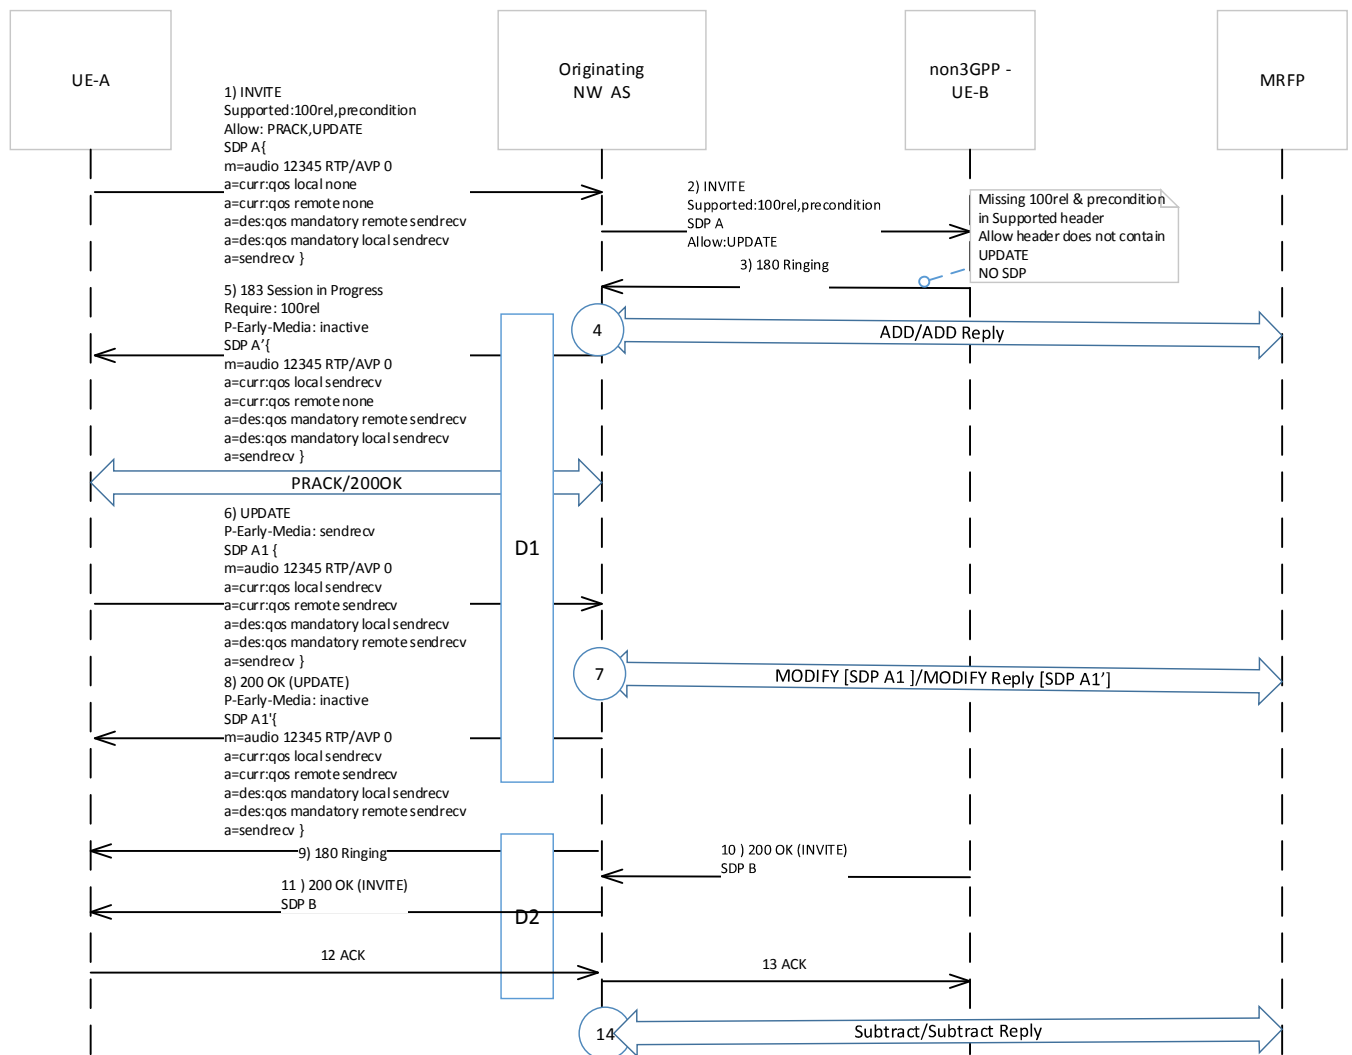 UE-A
Originating
NW AS
non3GPP -
UE-B
MRFP
1) INVITE
Supported:100rel,precondition
Allow: PRACK,UPDATE
SDP A{
m=audio 12345 RTP/AVP 0
a=curr:qos local none
a=curr:qos remote none
a=des:qos mandatory remote sendrecv
a=des:qos mandatory local sendrecv
a=sendrecv }
2) INVITE
Supported:100rel,precondition
SDP A
Allow:UPDATE
Missing 100rel & precondition
in Supported header
Allow header does not contain
UPDATE
NO SDP
3) 180 Ringing
4
ADD/ADD Reply
5) 183 Session in Progress
Require: 100rel
P-Early-Media: inactive
SDP A’{
m=audio 12345 RTP/AVP 0
a=curr:qos local sendrecv
a=curr:qos remote none
a=des:qos mandatory remote sendrecv
a=des:qos mandatory local sendrecv
a=sendrecv }
PRACK/200OK
D1
6) UPDATE
P-Early-Media: sendrecv
SDP A1 {
m=audio 12345 RTP/AVP 0
a=curr:qos local sendrecv
a=curr:qos remote sendrecv
a=des:qos mandatory local sendrecv
a=des:qos mandatory remote sendrecv
a=sendrecv }
7
MODIFY [SDP A1 ]/MODIFY Reply [SDP A1’]
8) 200 OK (UPDATE)
P-Early-Media: inactive
SDP A1'{
m=audio 12345 RTP/AVP 0
a=curr:qos local sendrecv
a=curr:qos remote sendrecv
a=des:qos mandatory local sendrecv
a=des:qos mandatory remote sendrecv
a=sendrecv }
9) 180 Ringing
10 ) 200 OK (INVITE)
SDP B
11 ) 200 OK (INVITE)
SDP B
D2
12 ACK
13 ACK
14
Subtract/Subtract Reply